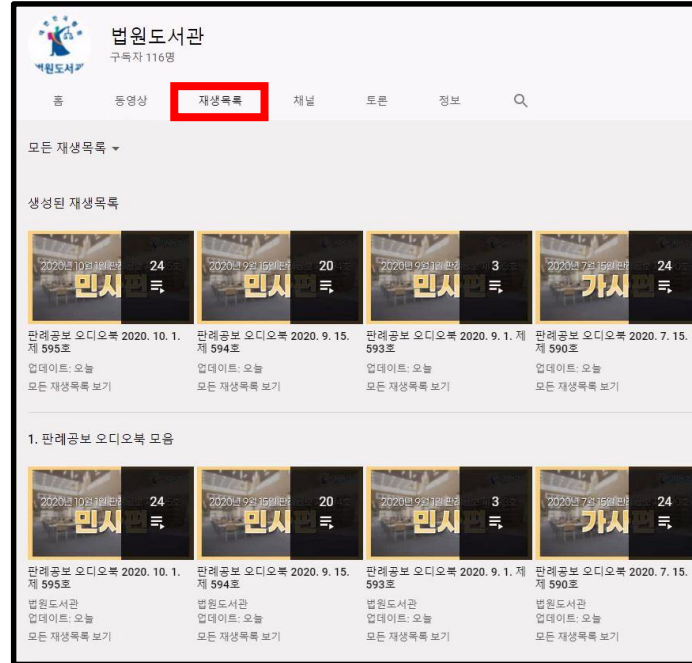 법원도서관
구독자 116명
법원도서관
홈 동영상 재생목록 채널 토론 정보
모든 재생목록
생성된 재생목록
24 20 3 24
민사편 민사 민사편 가사편
판례공보 오디오북 2020. 10. 1. 판례공보 오디오북 2020. 9. 15. 판례공보 오디오북 2020. 9. 1. 제 판례공보 오디오북 2020. 7. 15.
제 595호 제 594호 593호 제 590호
업데이트: 오늘 업데이트: 오늘 업데이트: 오늘 업데이트: 오늘
모든 재생목록 보기 모든 재생목록 보기 모든 재생목록 보기 모든 재생목록 보기
1. 판례공보 오디오북 모음
24 20 3 24
민사편 민사 민사편 가사편
판례공보 오디오북 2020. 10. 1. 판례공보 오디오북 2020. 9. 15. 판례공보 오디오북 2020. 9. 1. 제 판례공보 오디오북 2020. 7. 15.
제 595호 제 594호 593호 제 590호
법원도서관 법원도서관 법원도서관 법원도서관
업데이트: 오늘 업데이트: 오늘 업데이트: 오늘 업데이트: 오늘
모든 재생목록 보기 모든 재생목록 보기 모든 재생목록 보기 모든 재생목록 보기